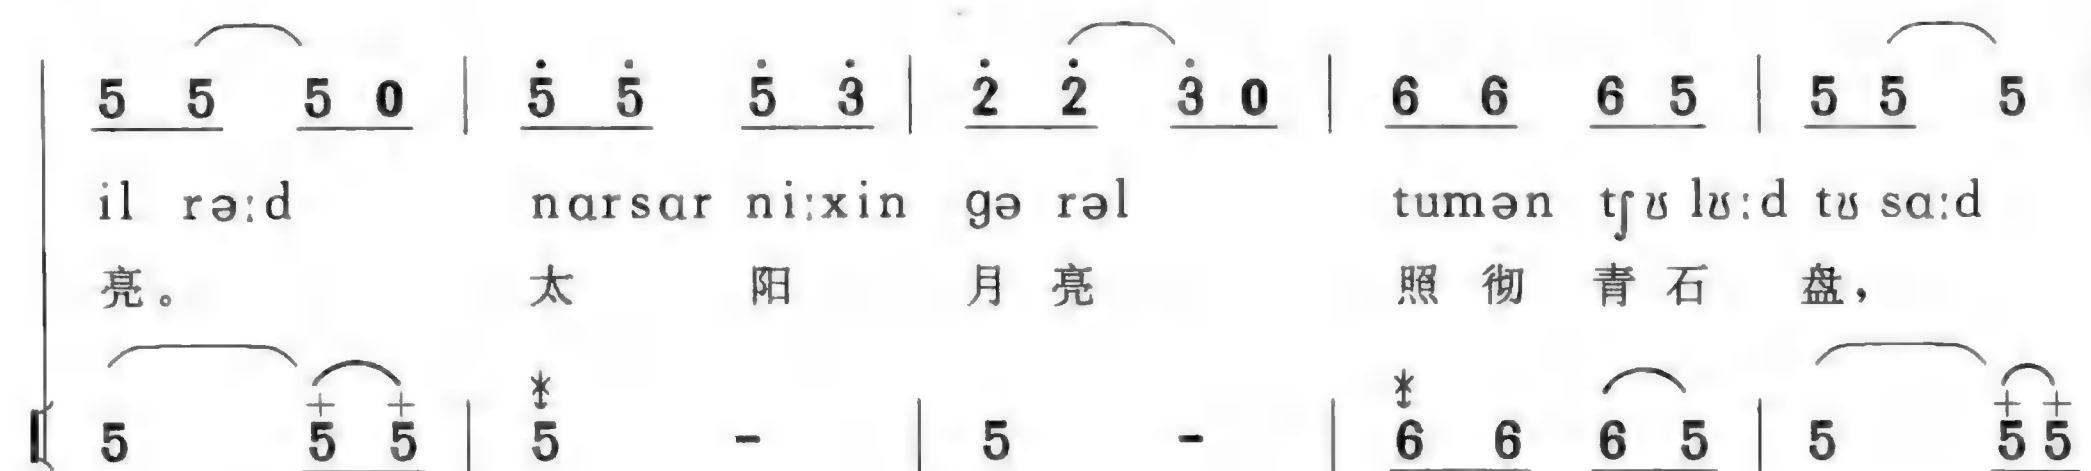 5 5 5 0 | 5̇ 5̇ 5̇ 3̇ | 2̇ 2̇ 3̇ 0 | 6 6 6 5 | 5 5 5
il rə:d nɑrsɑr ni:xin gə rəl tumən tʃʊ lʊ:d tʊ sɑ:d
亮。 太 阳 月 亮 照 彻 青 石 盘，
5 5 5 | 5 - | 5 - | 6 6 6 5 | 5 5 5